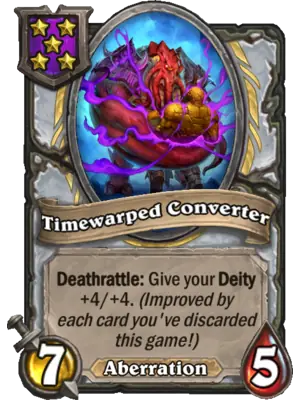 Timewarped Converter
Deathrattle: Give your Deity
+4/+4. (Improved by
each card you've discarded
this game!)
7
Aberration
5